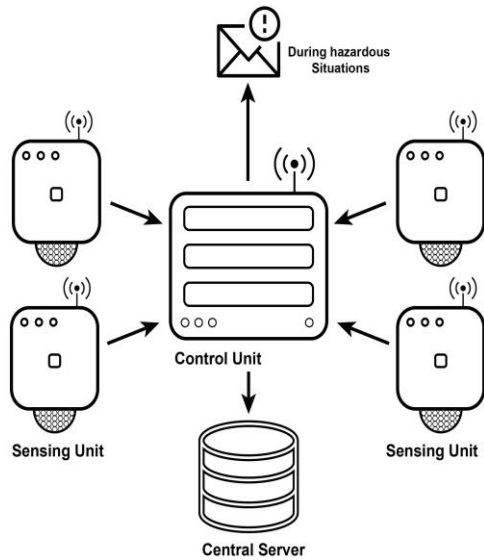 During hazardous
Situations
Control Unit
Sensing Unit
Sensing Unit
Central Server